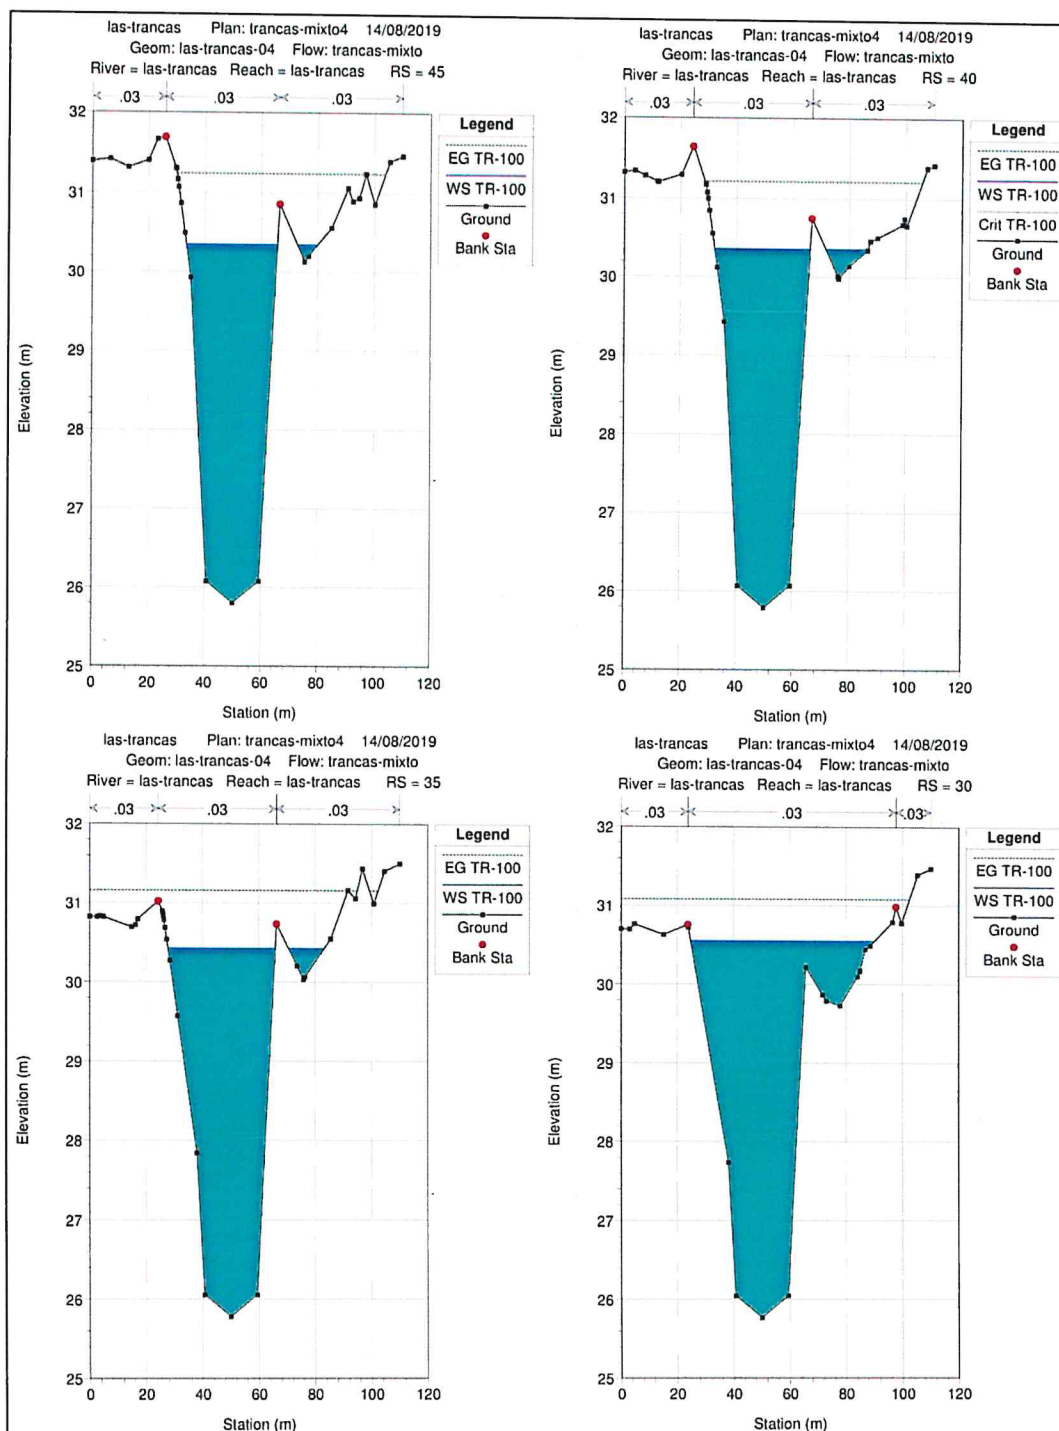 las-trancas Plan: trancas-mixto4 14/08/2019
Geom: las-trancas-04 Flow: trancas-mixto
River = las-trancas Reach = las-trancas RS = 45
.03 .03 .03
32
31
30
29
28
27
26
25
Elevation (m)
0 20 40 60 80 100 120
Station (m)
Legend
EG TR-100
WS TR-100
Ground
Bank Sta
las-trancas Plan: trancas-mixto4 14/08/2019
Geom: las-trancas-04 Flow: trancas-mixto
River = las-trancas Reach = las-trancas RS = 40
.03 .03 .03
32
31
30
29
28
27
26
25
Elevation (m)
0 20 40 60 80 100 120
Station (m)
Legend
EG TR-100
WS TR-100
Crit TR-100
Ground
Bank Sta
las-trancas Plan: trancas-mixto4 14/08/2019
Geom: las-trancas-04 Flow: trancas-mixto
River = las-trancas Reach = las-trancas RS = 35
.03 .03 .03
32
31
30
29
28
27
26
25
Elevation (m)
0 20 40 60 80 100 120
Station (m)
Legend
EG TR-100
WS TR-100
Ground
Bank Sta
las-trancas Plan: trancas-mixto4 14/08/2019
Geom: las-trancas-04 Flow: trancas-mixto
River = las-trancas Reach = las-trancas RS = 30
.03 .03 .03
32
31
30
29
28
27
26
25
Elevation (m)
0 20 40 60 80 100 120
Station (m)
Legend
EG TR-100
WS TR-100
Ground
Bank Sta